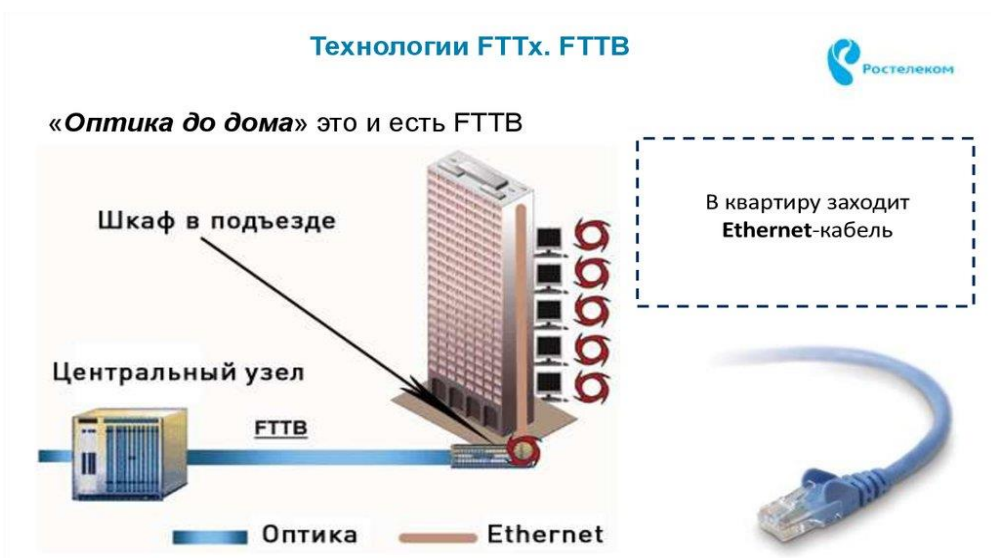 Технологии FTTx. FTTB
Ростелеком
«Оптика до дома» это и есть FTTB
В квартиру заходит
Ethernet-кабель
Шкаф в подъезде
Центральный узел
FTTB
Оптика
Ethernet